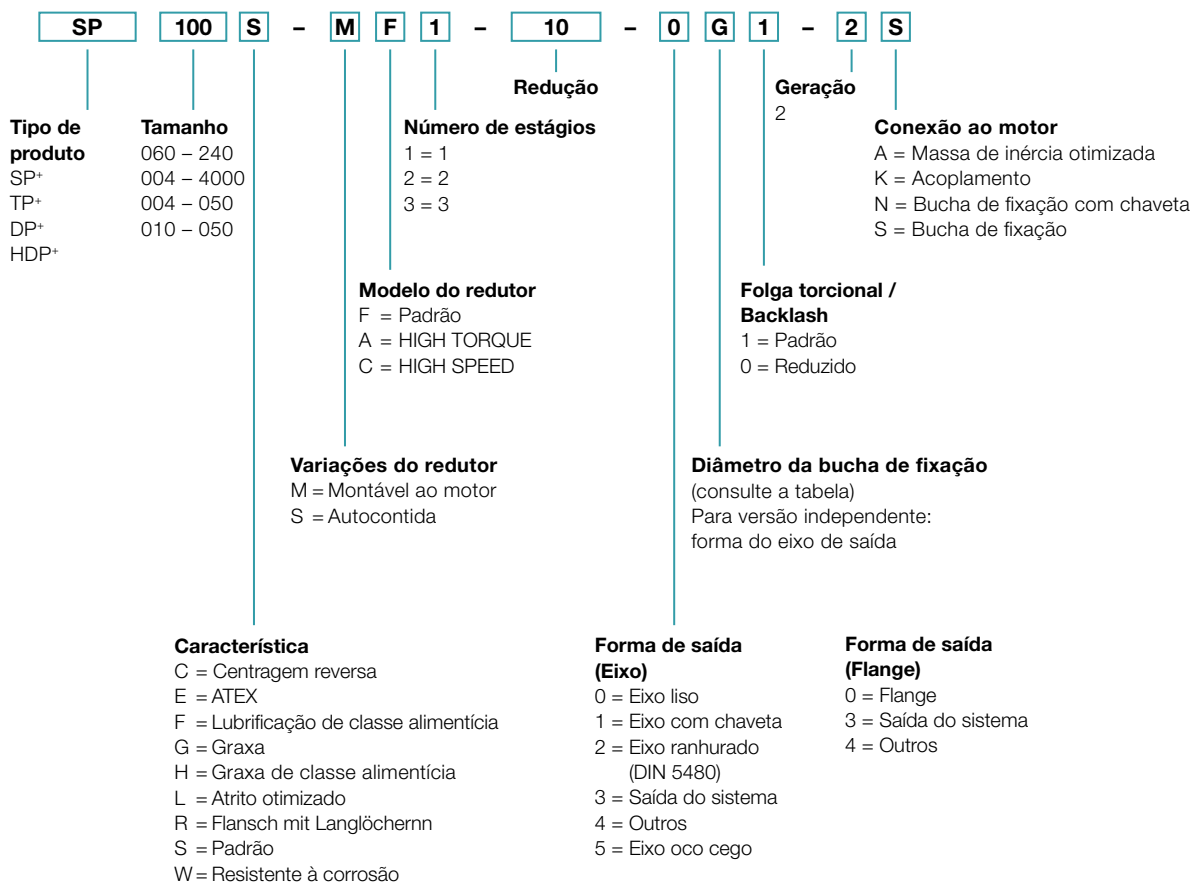 SP 100 S – M F 1 – 10 – 0 G 1 – 2 S
Redução
Geração
2
Tipo de
produto
SP+
TP+
DP+
HDP+
Tamanho
060 – 240
004 – 4000
004 – 050
010 – 050
Número de estágios
1 = 1
2 = 2
3 = 3
Conexão ao motor
A = Massa de inércia otimizada
K = Acoplamento
N = Bucha de fixação com chaveta
S = Bucha de fixação
Modelo do redutor
F = Padrão
A = HIGH TORQUE
C = HIGH SPEED
Folga torcional /
Backlash
1 = Padrão
0 = Reduzido
Variações do redutor
M = Montável ao motor
S = Autocontida
Diâmetro da bucha de fixação
(consulte a tabela)
Para versão independente:
forma do eixo de saída
Característica
C = Centragem reversa
E = ATEX
F = Lubrificação de classe alimentícia
G = Graxa
H = Graxa de classe alimentícia
L = Atrito otimizado
R = Flansch mit Langlöchernn
S = Padrão
W = Resistente à corrosão
Forma de saída
(Eixo)
0 = Eixo liso
1 = Eixo com chaveta
2 = Eixo ranhurado
(DIN 5480)
3 = Saída do sistema
4 = Outros
5 = Eixo oco cego
Forma de saída
(Flange)
0 = Flange
3 = Saída do sistema
4 = Outros